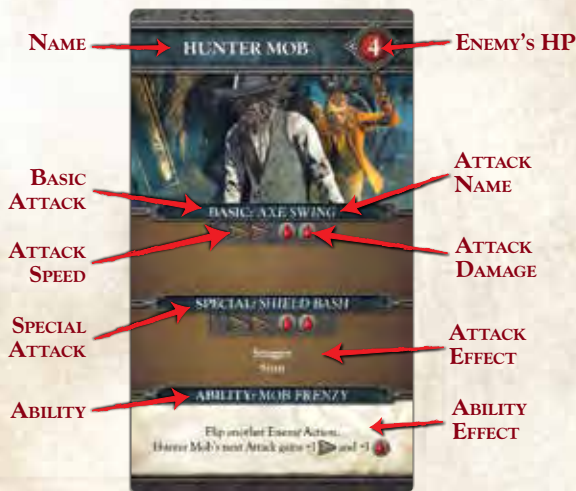 NAME
HUNTER MOB
4
ENEMY'S HP
BASIC
ATTACK
ATTACK
NAME
BASIC: AXE SWING
ATTACK
SPEED
ATTACK
DAMAGE
SPECIAL
ATTACK
SPECIAL: SHIELD BASH
ATTACK
EFFECT
Stagger
Stun
ABILITY
ABILITY: MOB FRENZY
ABILITY
EFFECT
Flip another Enemy Action.
Hunter Mob's next Attack gains +1 and +1